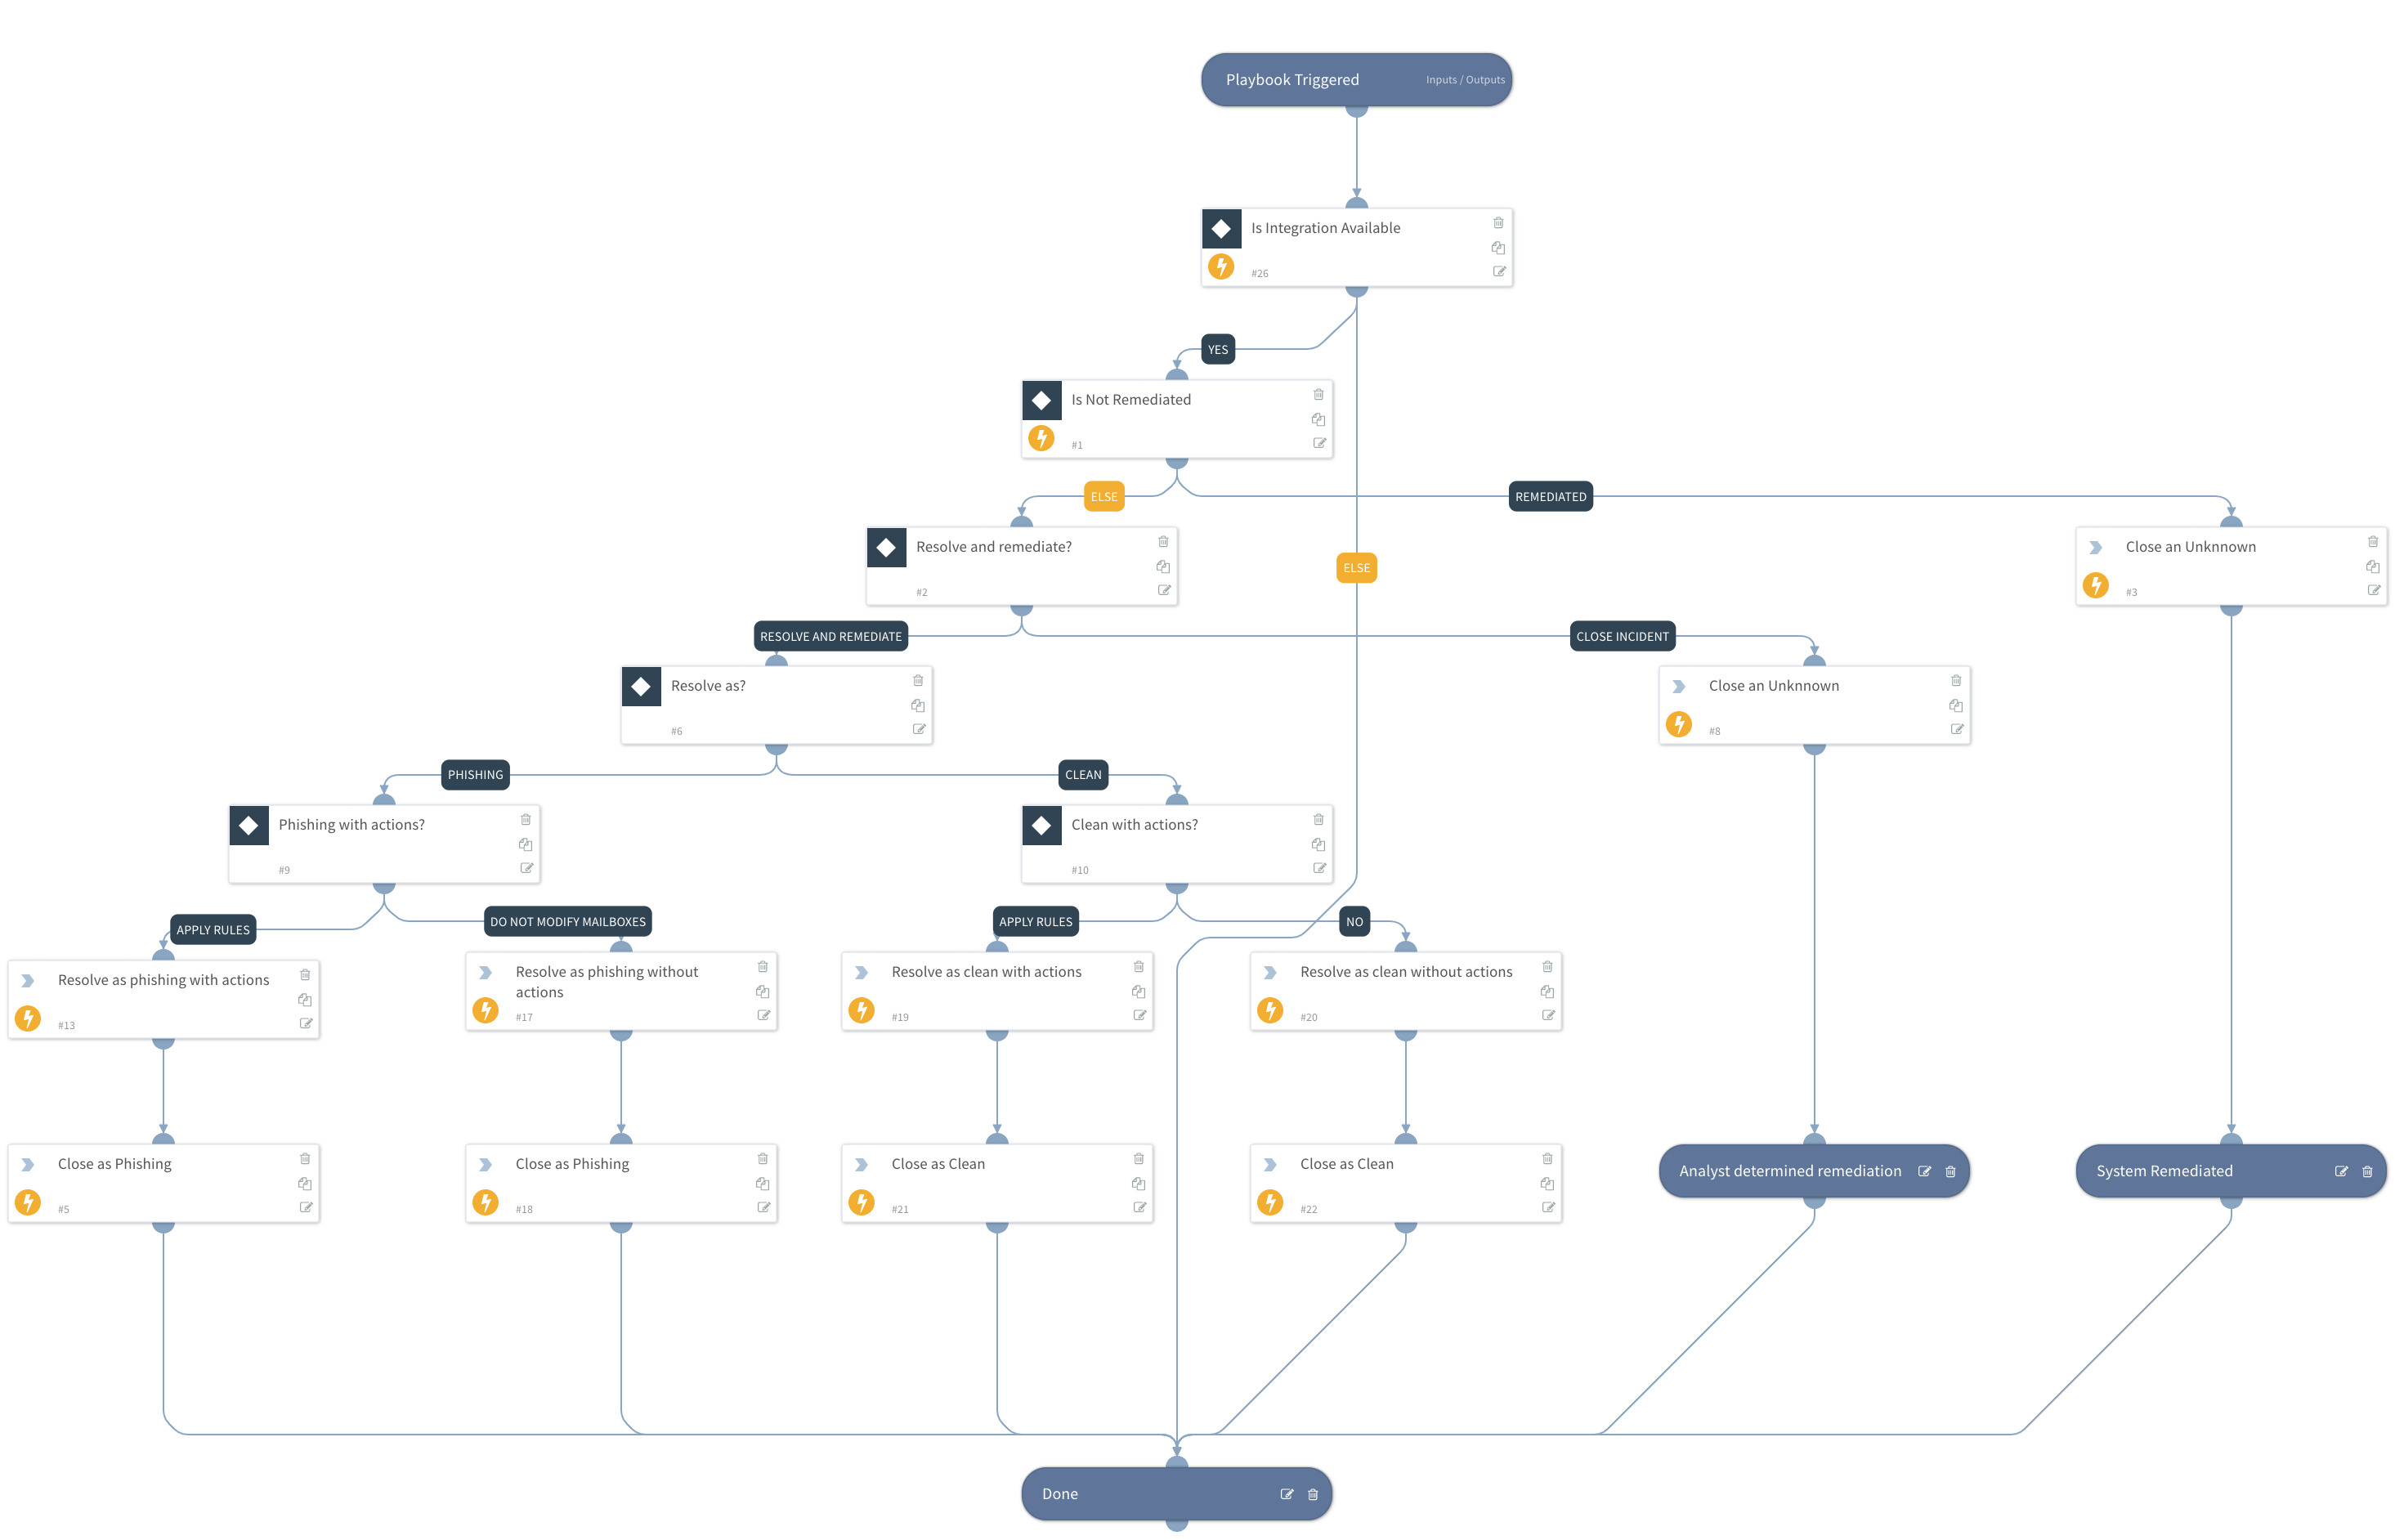 Playbook Triggered
Inputs / Outputs
Is Integration Available
#26
YES
Is Not Remediated
#1
ELSE
REMEDIATED
Resolve and remediate?
#2
ELSE
Close an Unknnown
#3
RESOLVE AND REMEDIATE
CLOSE INCIDENT
Resolve as?
#6
Close an Unknnown
#8
PHISHING
CLEAN
Phishing with actions?
#9
Clean with actions?
#10
APPLY RULES
DO NOT MODIFY MAILBOXES
APPLY RULES
NO
Resolve as phishing with actions
#13
Resolve as phishing without
actions
#17
Resolve as clean with actions
#19
Resolve as clean without actions
#20
Close as Phishing
#5
Close as Phishing
#18
Close as Clean
#21
Close as Clean
#22
Analyst determined remediation
System Remediated
Done